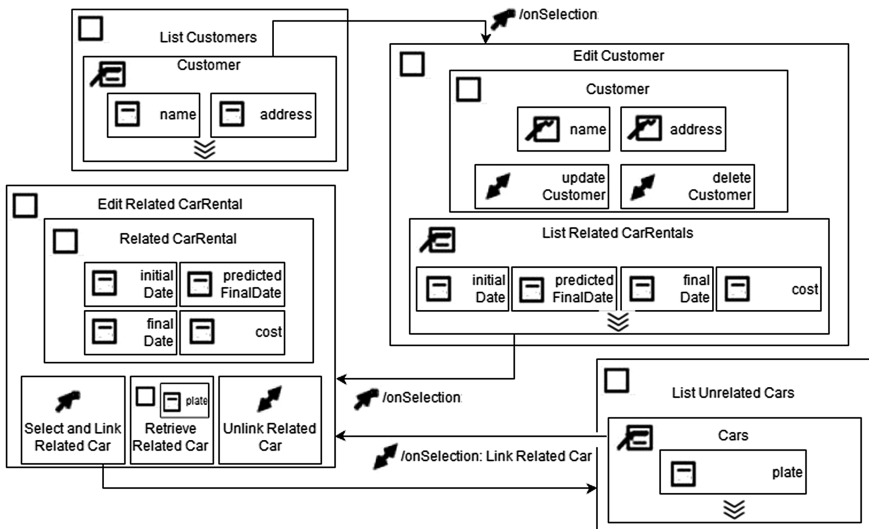 /onSelection:
List Customers
Customer
name
address
Edit Customer
Customer
name
address
update
Customer
delete
Customer
List Related CarRentals
initial
Date
predicted
FinalDate
final
Date
cost
Edit Related CarRental
Related CarRental
initial
Date
predicted
FinalDate
final
Date
cost
Select and Link
Related Car
plate
Retrieve
Related Car
Unlink Related
Car
/onSelection:
/onSelection: Link Related Car
List Unrelated Cars
Cars
plate